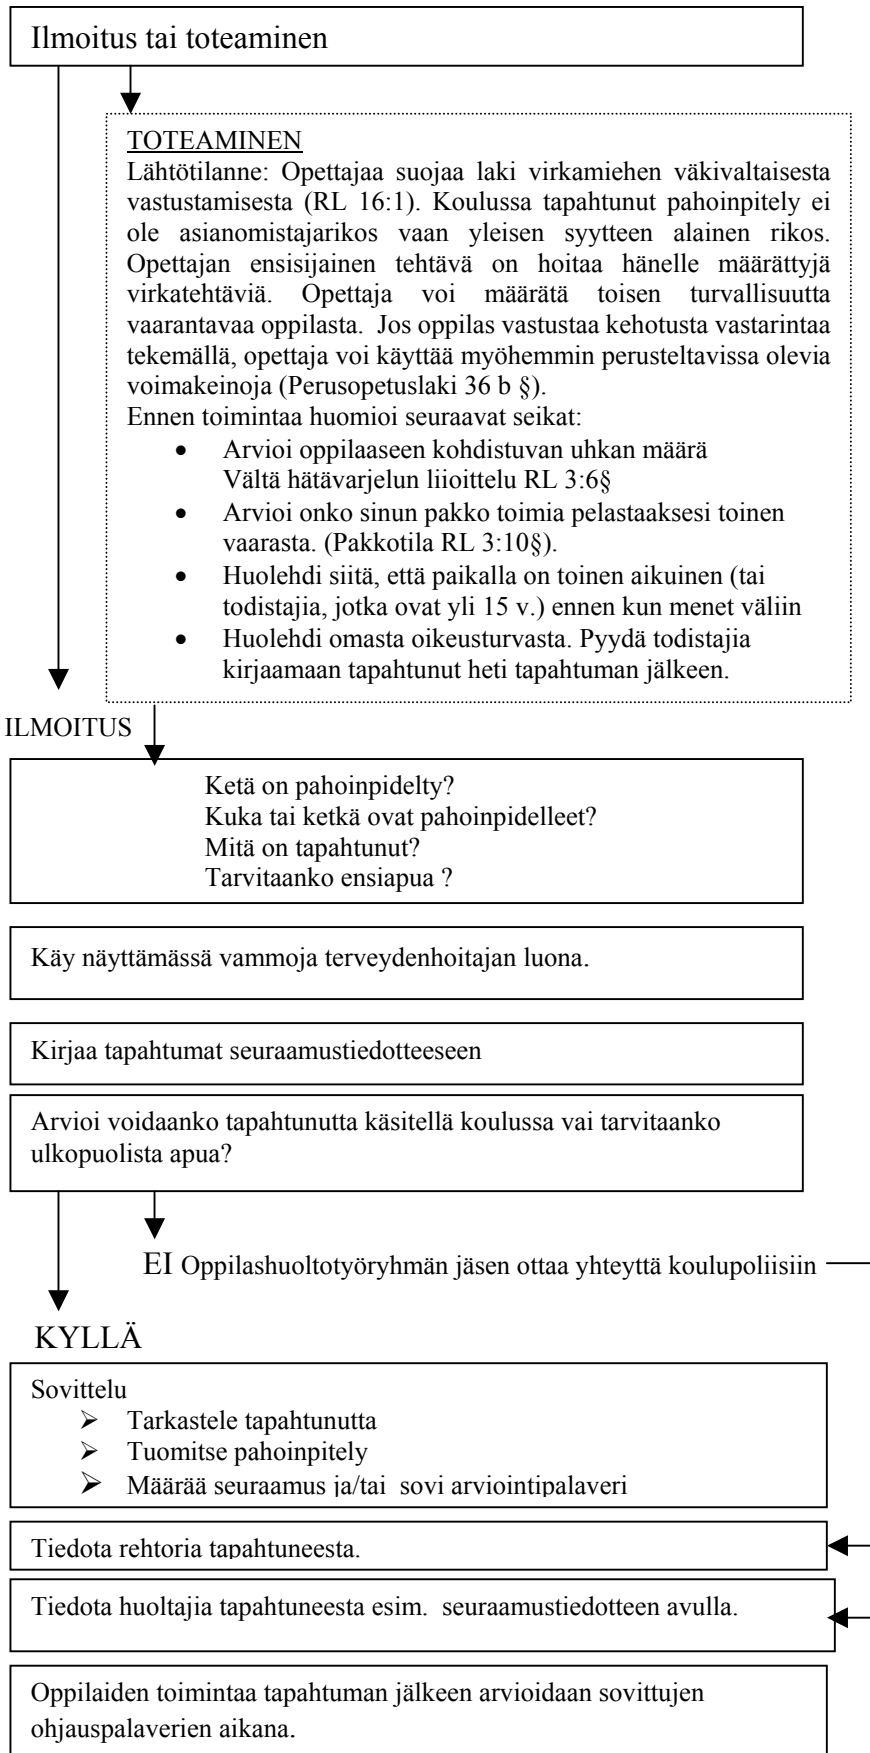 Ilmoitus tai toteaminen
TOTEAMINEN
Lähtötilanne: Opettajaa suojaa laki virkamiehen väkivaltaisesta
vastustamisesta (RL 16:1). Koulussa tapahtunut pahoinpitely ei
ole asianomistajarikos vaan yleisen syytteen alainen rikos.
Opettajan ensisijainen tehtävä on hoitaa hänelle määrättyjä
virkatehtäviä. Opettaja voi määrätä toisen turvallisuutta
vaarantavaa oppilasta. Jos oppilas vastustaa kehotusta vastarintaa
tekemällä, opettaja voi käyttää myöhemmin perusteltavissa olevia
voimakeinoja (Perusopetuslaki 36 b §).
Ennen toimintaa huomioi seuraavat seikat:
• Arvioi oppilaaseen kohdistuvan uhkan määrä
Vältä hätävarjelun liioittelu RL 3:6§
• Arvioi onko sinun pakko toimia pelastaaksesi toinen
vaarasta. (Pakkotila RL 3:10§).
• Huolehdi siitä, että paikalla on toinen aikuinen (tai
todistajia, jotka ovat yli 15 v.) ennen kun menet väliin
• Huolehdi omasta oikeusturvasta. Pyydä todistajia
kirjaamaan tapahtunut heti tapahtuman jälkeen.
ILMOITUS
Ketä on pahoinpidelty?
Kuka tai ketkä ovat pahoinpidelleet?
Mitä on tapahtunut?
Tarvitaanko ensiapua ?
Käy näyttämässä vammoja terveydenhoitajan luona.
Kirjaa tapahtumat seuraamustiedotteeseen
Arvioi voidaanko tapahtunutta käsitellä koulussa vai tarvitaanko
ulkopuolista apua?
EI Oppilashuoltotyöryhmän jäsen ottaa yhteyttä koulupoliisiin
KYLLÄ
Sovittelu
➢ Tarkastele tapahtunutta
➢ Tuomitse pahoinpitely
➢ Määrää seuraamus ja/tai sovi arviointipalaveri
Tiedota rehtoria tapahtuneesta.
Tiedota huoltajia tapahtuneesta esim. seuraamustiedotteen avulla.
Oppilaiden toimintaa tapahtuman jälkeen arvioidaan sovittujen
ohjauspalaverien aikana.